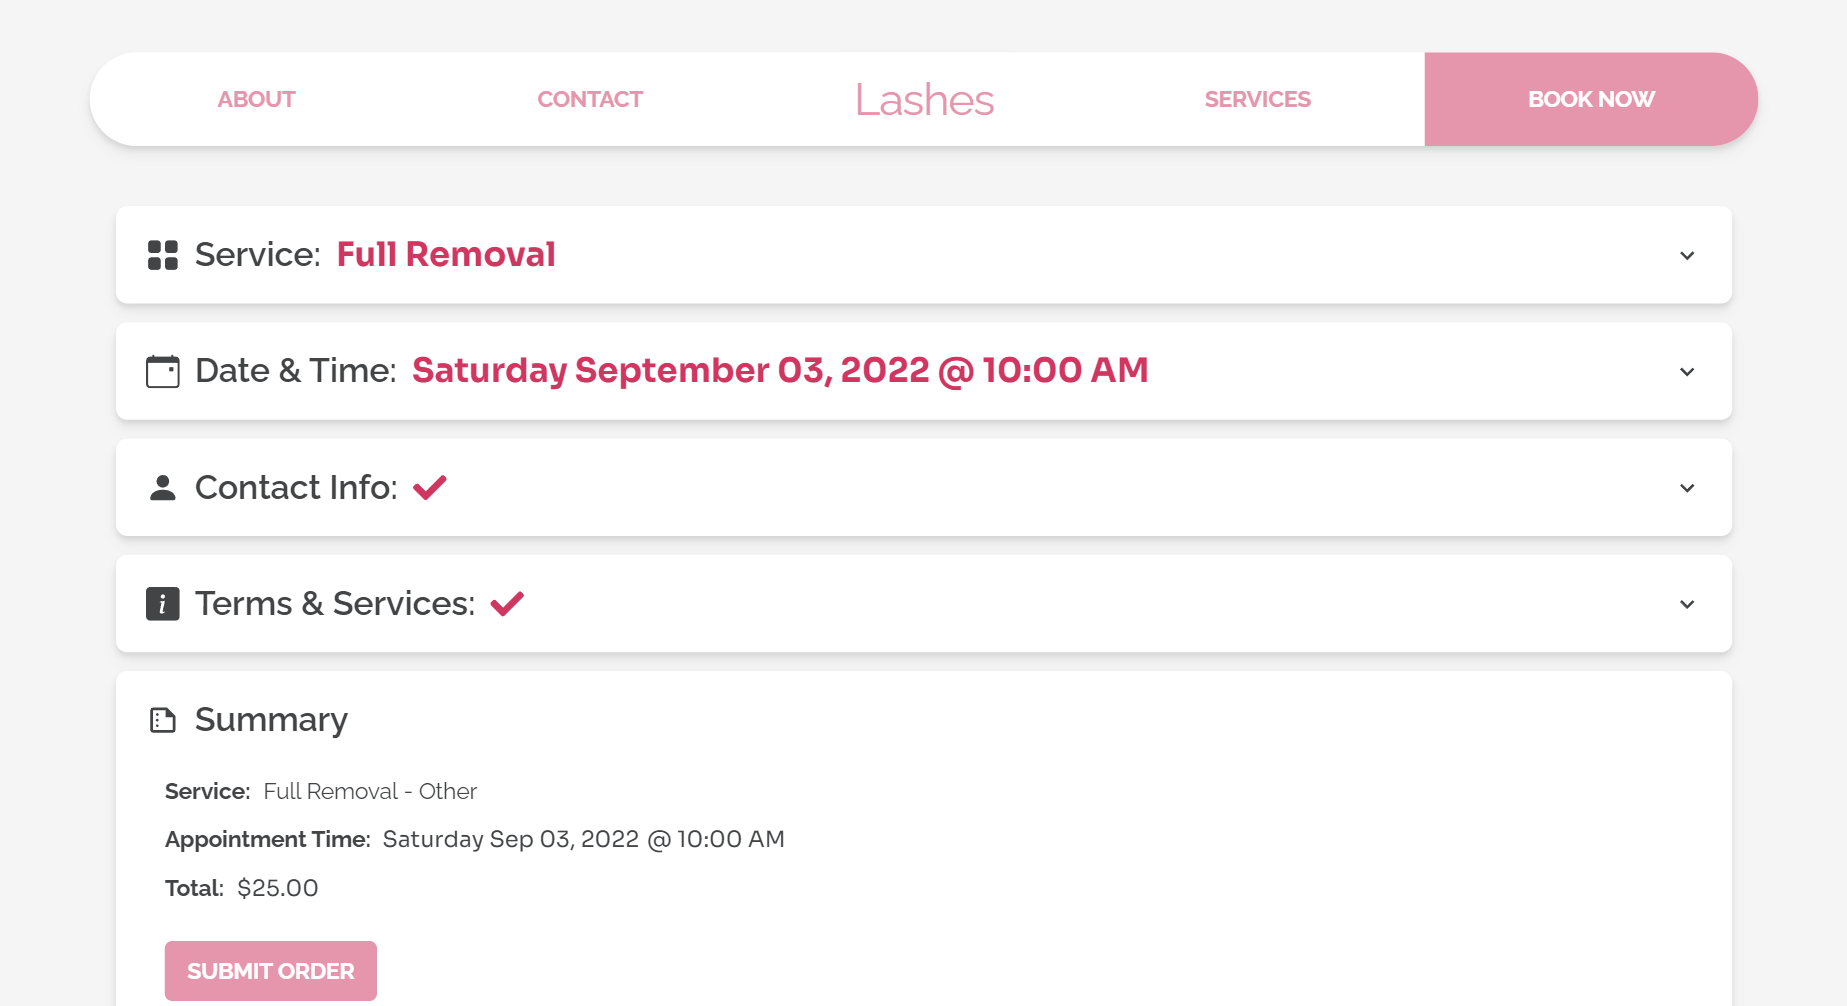 ABOUT
CONTACT
Lashes
SERVICES
BOOK NOW
Service: Full Removal
Date & Time: Saturday September 03, 2022 @ 10:00 AM
Contact Info:
i Terms & Services:
Summary
Service: Full Removal - Other
Appointment Time: Saturday Sep 03, 2022 @ 10:00 AM
Total: $25.00
SUBMIT ORDER